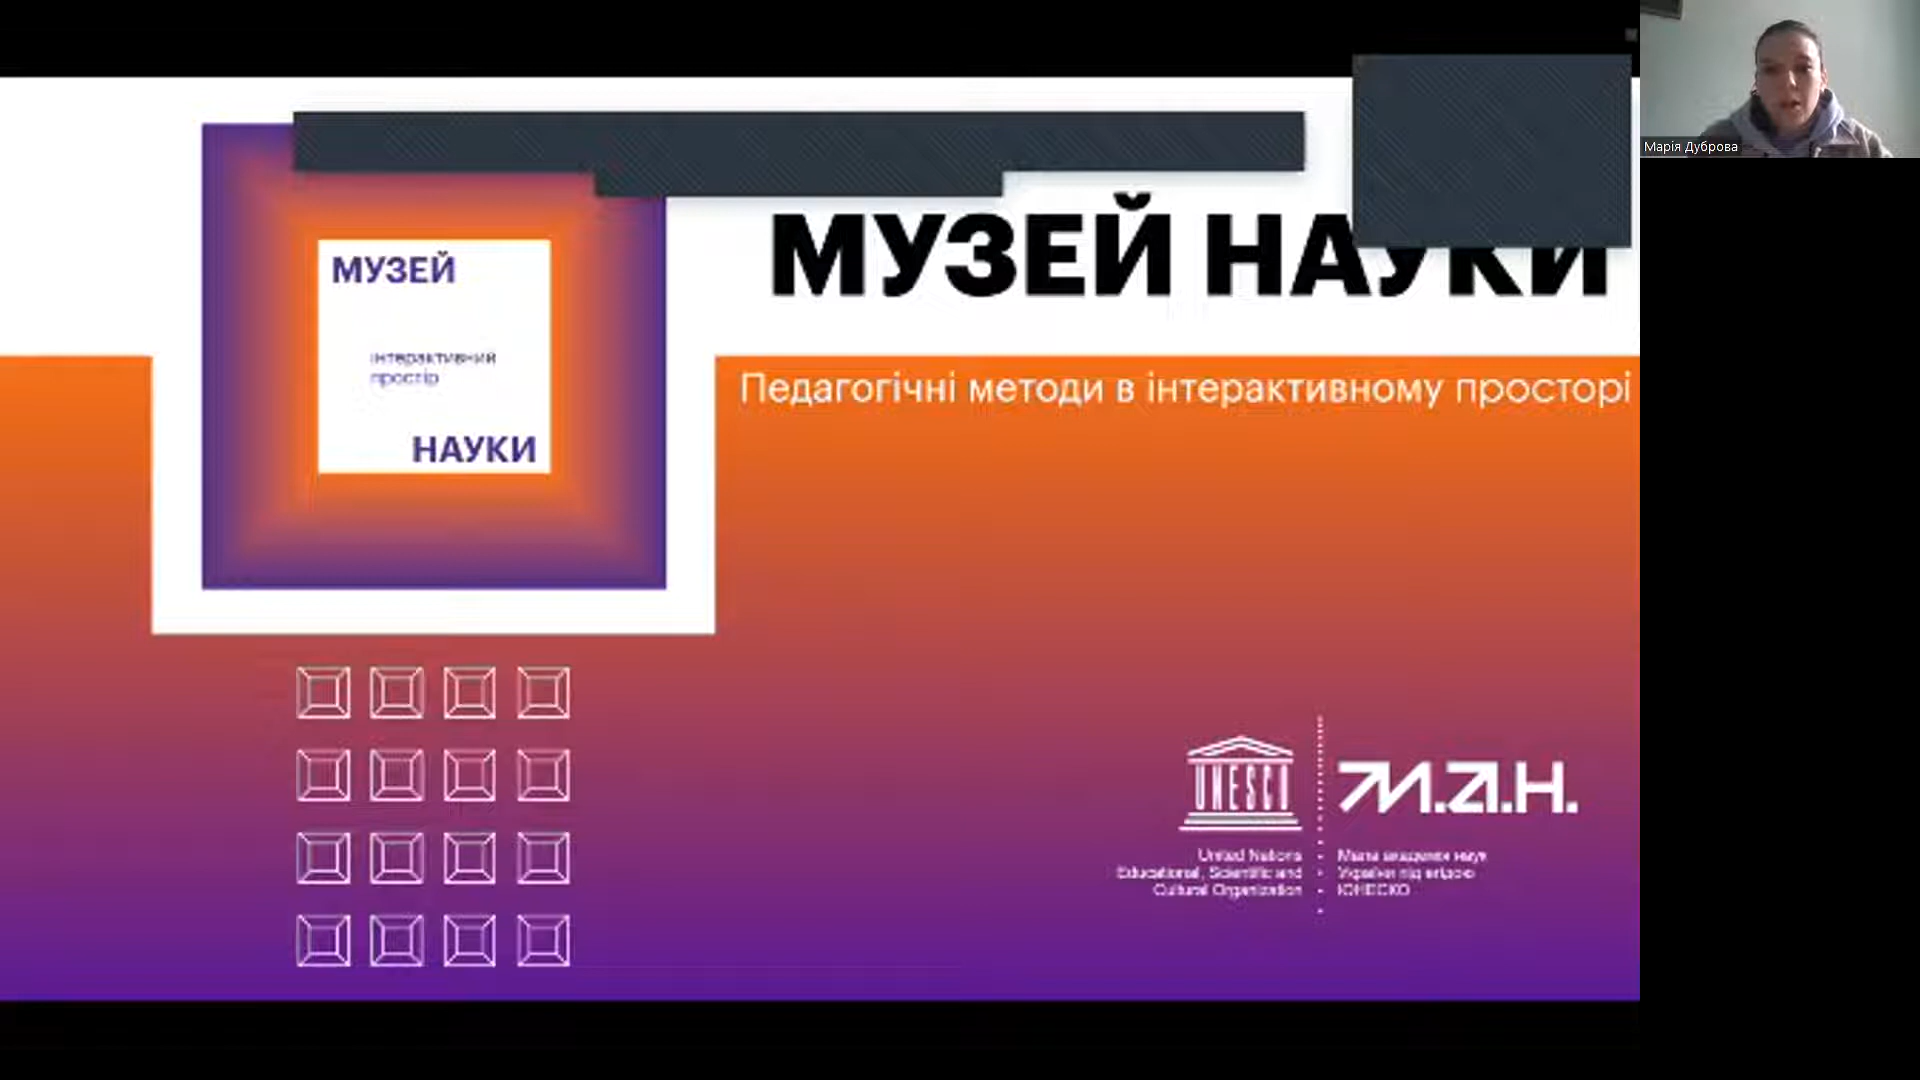 МУЗЕЙ НАУКИ
Педагогічні методи в інтерактивному просторі
МУЗЕЙ
інтерактивний
простір
НАУКИ
UNESCO
М.А.Н.
United Nations
Educational, Scientific and
Cultural Organization
Мала академія наук
України під егідою
ЮНЕСКО
Марія Дуброва